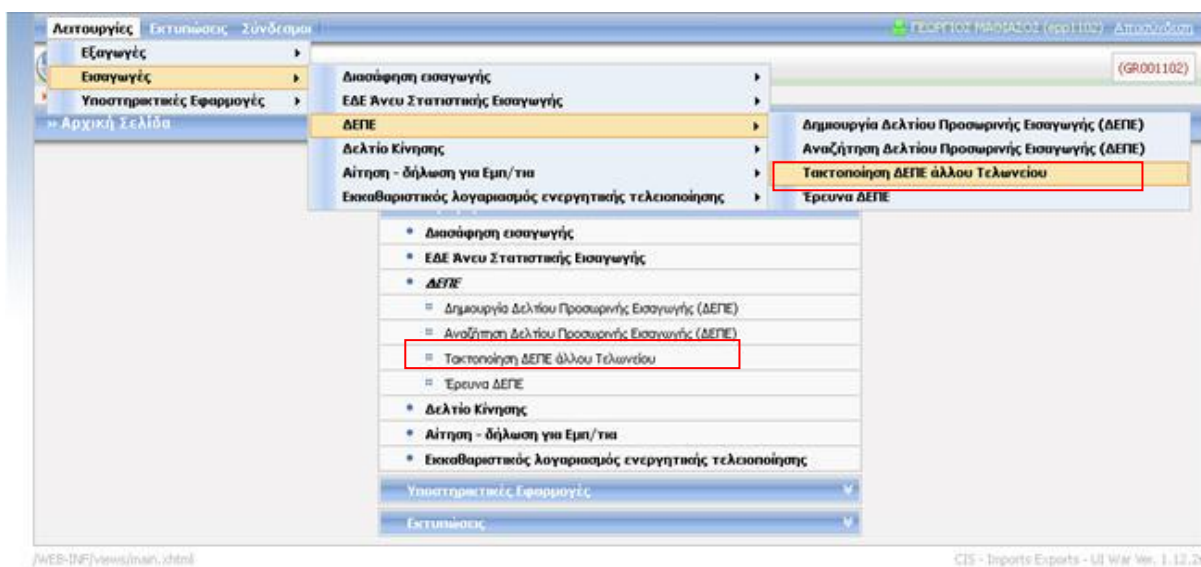 Λειτουργίες Εκτυπώσεις Σύνδεσμοι ΓΕΩΡΓΙΟΣ (epp1102) Αποσύνδεση
Εξαγωγές
Εισαγωγές
Υποστηρικτικές Εφαρμογές
(GR001102)
» Αρχική Σελίδα
Διασάφηση εισαγωγής
ΕΔΕ Άνευ Στατιστικής Εισαγωγής
ΔΕΠΕ
Δελτίο Κίνησης
Αίτηση - δήλωση για Εμπ/τια
Εκκαθαριστικός λογαριασμός ενεργητικής τελειοποίησης
Δημιουργία Δελτίου Προσωρινής Εισαγωγής (ΔΕΠΕ)
Αναζήτηση Δελτίου Προσωρινής Εισαγωγής (ΔΕΠΕ)
Τακτοποίηση ΔΕΠΕ άλλου Τελωνείου
Έρευνα ΔΕΠΕ
Διασάφηση εισαγωγής
ΕΔΕ Άνευ Στατιστικής Εισαγωγής
ΔΕΠΕ
Δημιουργία Δελτίου Προσωρινής Εισαγωγής (ΔΕΠΕ)
Αναζήτηση Δελτίου Προσωρινής Εισαγωγής (ΔΕΠΕ)
Τακτοποίηση ΔΕΠΕ άλλου Τελωνείου
Έρευνα ΔΕΠΕ
Δελτίο Κίνησης
Αίτηση - δήλωση για Εμπ/τια
Εκκαθαριστικός λογαριασμός ενεργητικής τελειοποίησης
Υποστηρικτικές Εφαρμογές
Εκτυπώσεις
/WEB-INF/views/main.xhtml
CIS - Imports Exports - UI War Ver. 1.12.2